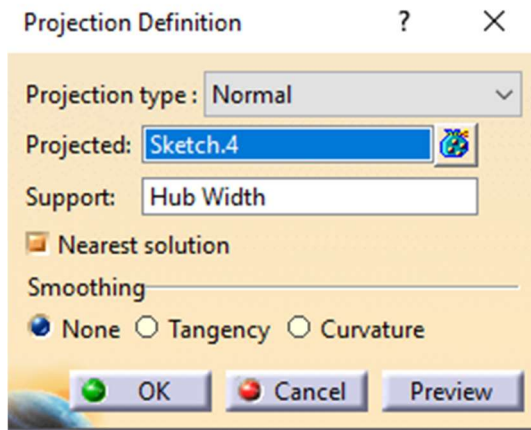 Projection Definition ? ×
Projection type : Normal
Projected: Sketch.4
Support: Hub Width
Nearest solution
Smoothing
None Tangency Curvature
OK Cancel Preview